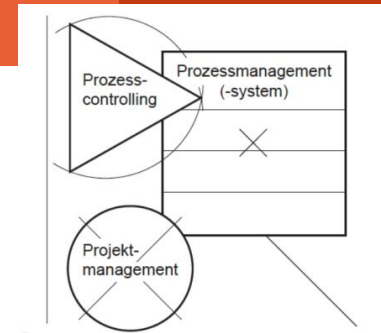 Prozess-
controlling
Prozessmanagement
(-system)
Projekt-
management